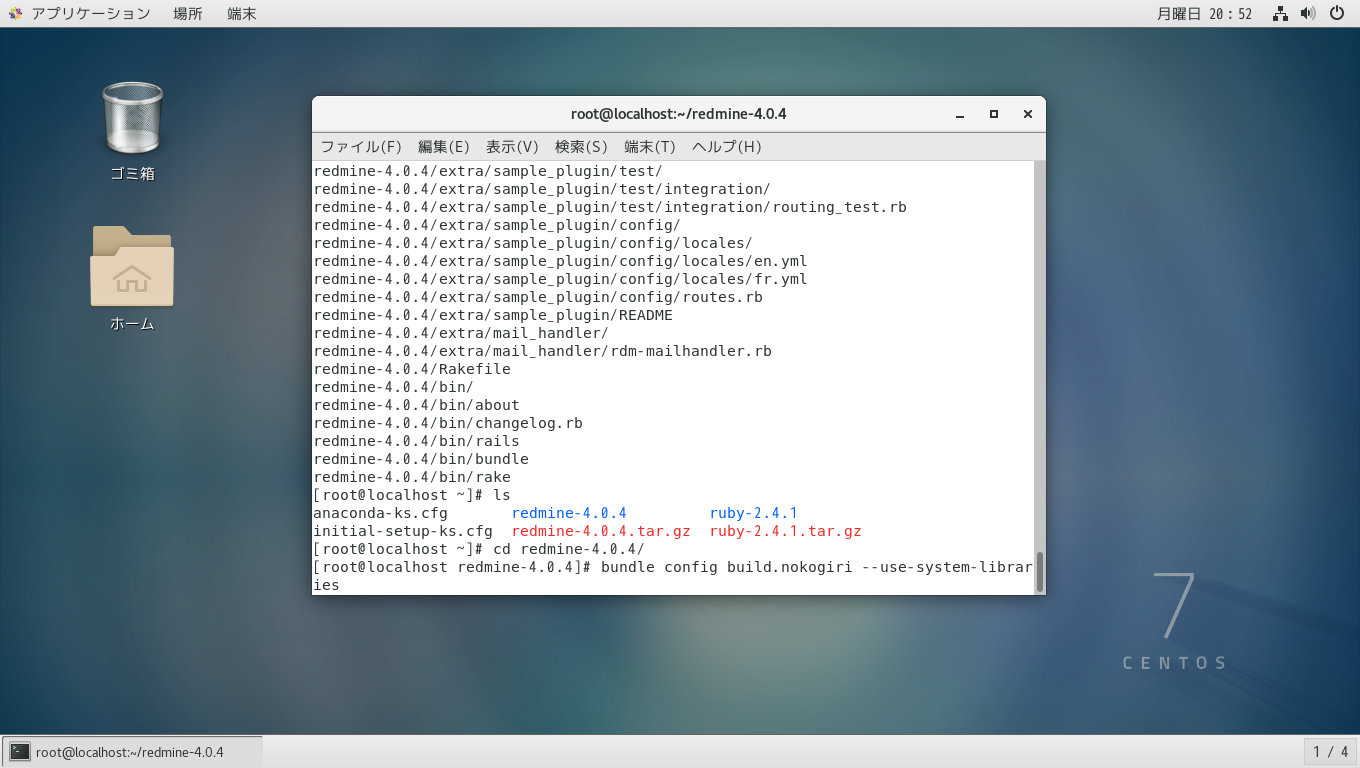 アプリケーション 場所 端末 月曜日 20：52
ゴミ箱
ホーム
root@localhost:~/redmine-4.0.4
ファイル(F) 編集(E) 表示(V) 検索(S) 端末(T) ヘルプ(H)
redmine-4.0.4/extra/sample_plugin/test/
redmine-4.0.4/extra/sample_plugin/test/integration/
redmine-4.0.4/extra/sample_plugin/test/integration/routing_test.rb
redmine-4.0.4/extra/sample_plugin/config/
redmine-4.0.4/extra/sample_plugin/config/locales/
redmine-4.0.4/extra/sample_plugin/config/locales/en.yml
redmine-4.0.4/extra/sample_plugin/config/locales/fr.yml
redmine-4.0.4/extra/sample_plugin/config/routes.rb
redmine-4.0.4/extra/sample_plugin/README
redmine-4.0.4/extra/mail_handler/
redmine-4.0.4/extra/mail_handler/rdm-mailhandler.rb
redmine-4.0.4/Rakefile
redmine-4.0.4/bin/
redmine-4.0.4/bin/about
redmine-4.0.4/bin/changelog.rb
redmine-4.0.4/bin/rails
redmine-4.0.4/bin/bundle
redmine-4.0.4/bin/rake
[root@localhost ~]# ls
anaconda-ks.cfg redmine-4.0.4 ruby-2.4.1
initial-setup-ks.cfg redmine-4.0.4.tar.gz ruby-2.4.1.tar.gz
[root@localhost ~]# cd redmine-4.0.4/
[root@localhost redmine-4.0.4]# bundle config build.nokogiri --use-system-librar
ies
7
CENTOS
root@localhost:~/redmine-4.0.4
1 / 4